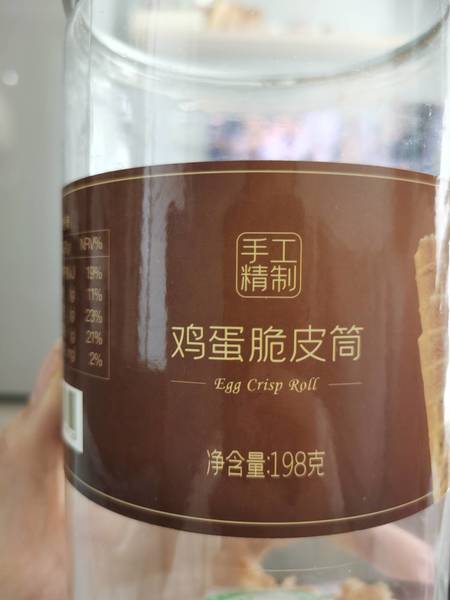 NRV%
19%
11%
23%
21%
2%
手工
精制
鸡蛋脆皮筒
Egg Crisp Roll
净含量:198克